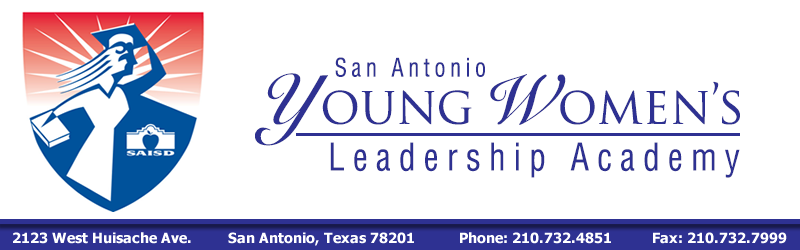 SAISD
San Antonio
Young Women's
Leadership Academy
2123 West Huisache Ave. San Antonio, Texas 78201 Phone: 210.732.4851 Fax: 210.732.7999